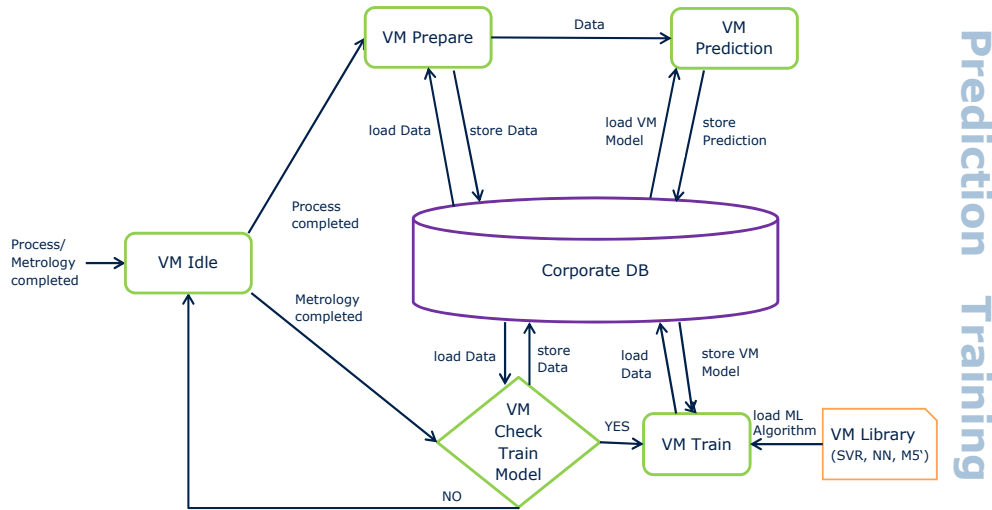 VM Prepare
Data
VM
Prediction
load Data
store Data
load VM
Model
store
Prediction
Process
completed
Process/
Metrology
completed
VM Idle
Corporate DB
Metrology
completed
load Data
store
Data
load
Data
store VM
Model
VM
Check
Train
Model
YES
NO
VM Train
load ML
Algorithm
VM Library
(SVR, NN, M5‘)
Prediction
Training